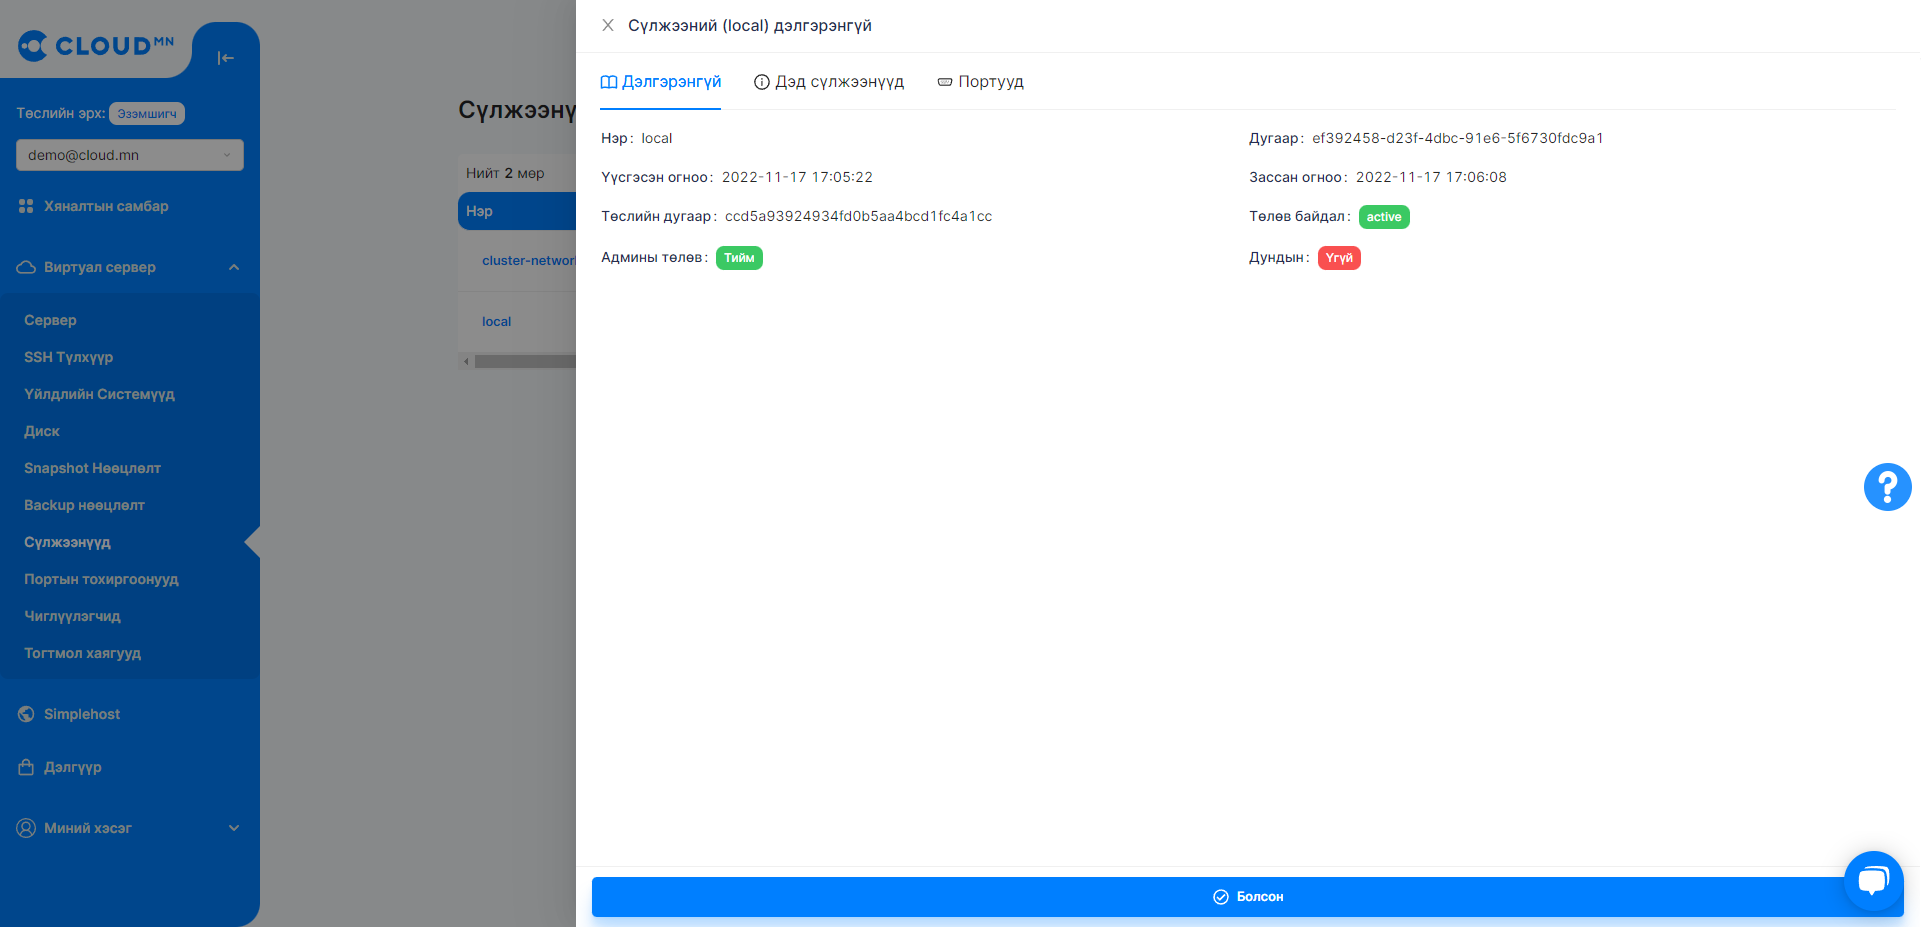 CLOUD MN
Төслийн эрх: Эзэмшигч
demo@cloud.mn
Хяналтын самбар
Виртуал сервер
Сервер
SSH Түлхүүр
Үйлдлийн Системүүд
Диск
Snapshot Нөөцлөлт
Backup нөөцлөлт
Сүлжээнүүд
Портын тохиргоонууд
Чиглүүлэгчид
Тогтмол хаягууд
Simplehost
Дэлгүүр
Миний хэсэг
Сүлжээнү
Нийт 2 мөр
Нэр
cluster-networ
local
Сүлжээний (local) дэлгэрэнгүй
Дэлгэрэнгүй Дэд сүлжээнүүд Портууд
Нэр: local Дугаар: ef392458-d23f-4dbc-91e6-5f6730fdc9a1
Үүсгэсэн огноо: 2022-11-17 17:05:22 Зассан огноо: 2022-11-17 17:06:08
Төслийн дугаар: ccd5a93924934fd0b5aa4bcd1fc4a1cc Төлөв байдал: active
Админы төлөв: Тийм Дундын: Үгүй
Болсон